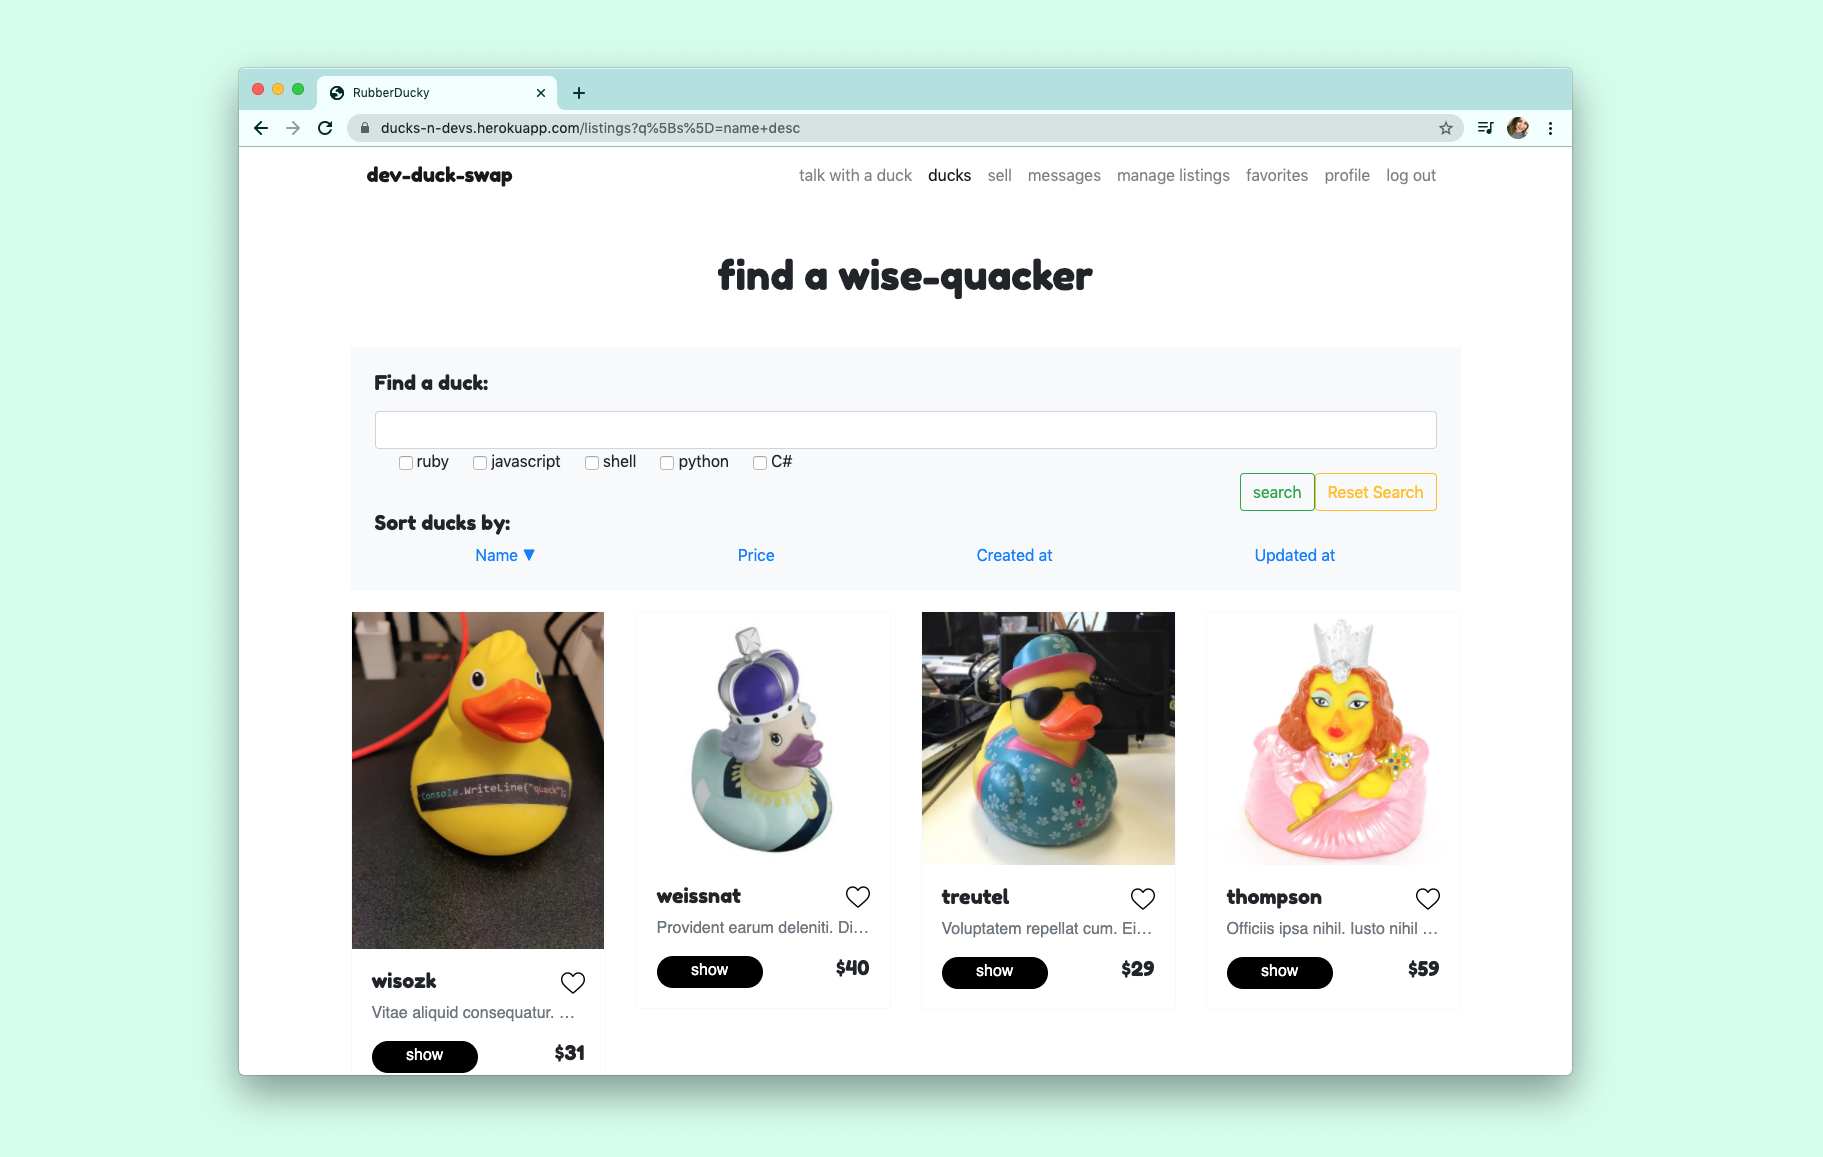 RubberDucky
ducks-n-devs.herokuapp.com/listings?q%5Bs%5D=name+desc
dev-duck-swap
talk with a duck ducks sell messages manage listings favorites profile log out
find a wise-quacker
Find a duck:
ruby javascript shell python C#
search Reset Search
Sort ducks by:
Name ▼ Price Created at Updated at
Console.WriteLine("quack");
weissnat
Provident earum deleniti. Di...
show $40
treutel
Voluptatem repellat cum. Ei...
show $29
thompson
Officiis ipsa nihil. Iusto nihil ...
show $59
wisozk
Vitae aliquid consequatur. ...
show $31